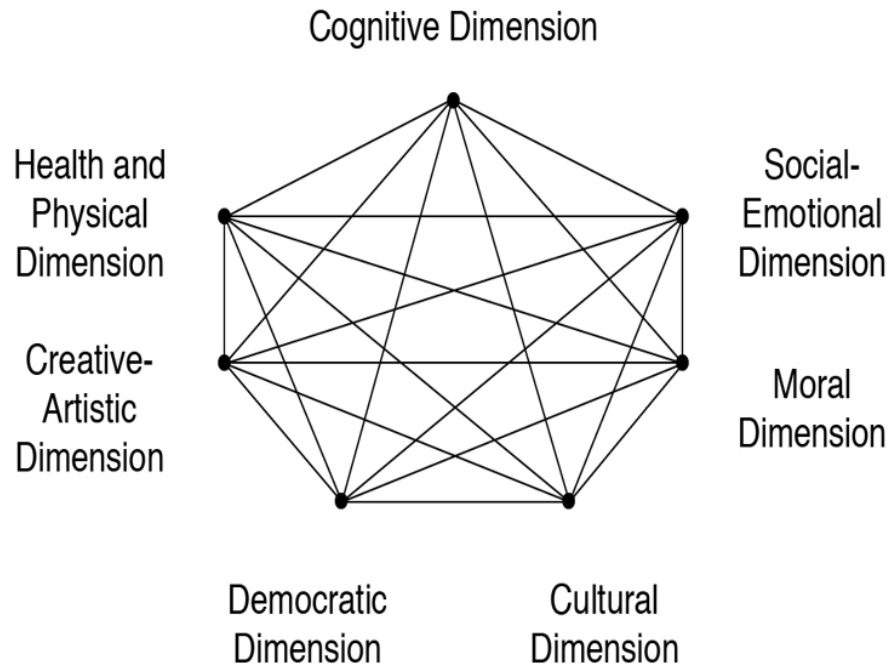 Cognitive Dimension
Health and
Physical
Dimension
Social-
Emotional
Dimension
Creative-
Artistic
Dimension
Moral
Dimension
Democratic
Dimension
Cultural
Dimension